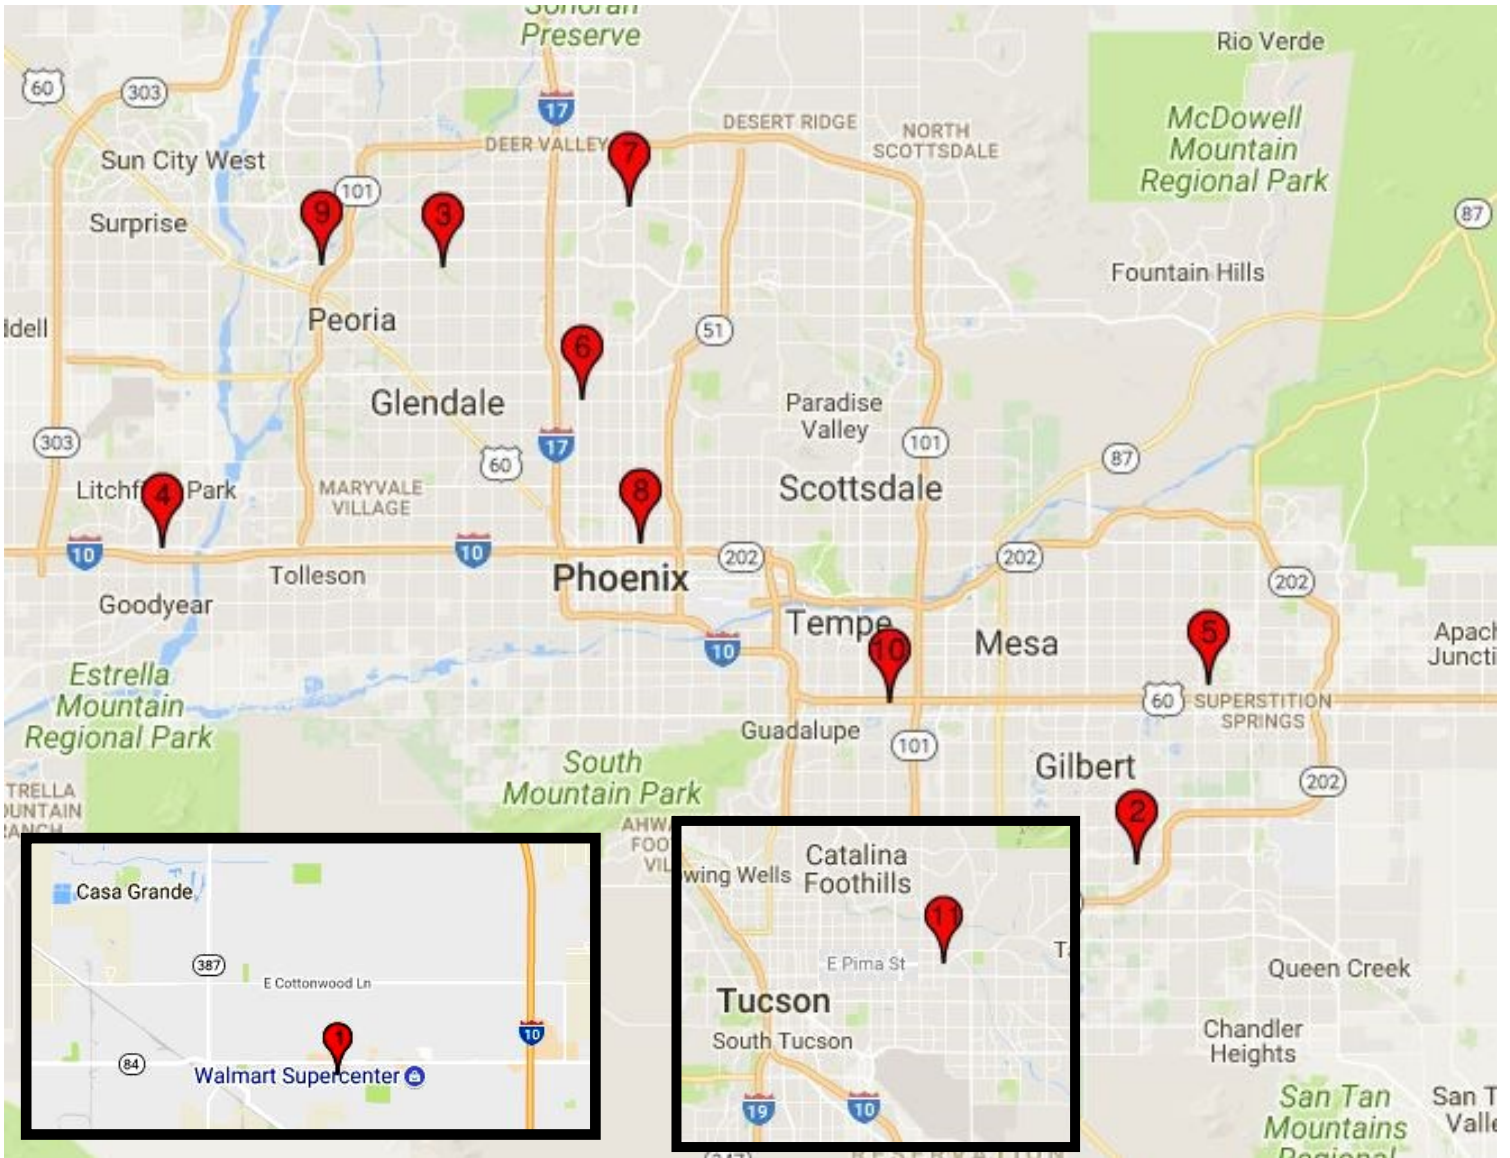 Sonoran
Preserve
Rio Verde
60
303
17
McDowell
Mountain
Regional Park
DESERT RIDGE
NORTH
SCOTTSDALE
DEER VALLEY
7
Sun City West
101
9
3
Surprise
87
Fountain Hills
Peoria
51
6
Glendale
Paradise
Valley
303
17
101
60
87
Litchf
4
Park
MARYVALE
VILLAGE
8
Scottsdale
10
10
202
202
Tolleson
Phoenix
202
Goodyear
Tempe
10
10
Mesa
5
Estrella
Mountain
Regional Park
60
SUPERSTITION
SPRINGS
Guadalupe
101
South
Mountain Park
Gilbert
202
2
Casa Grande
387
E Cottonwood Ln
1
10
84
Walmart Supercenter
Catalina
Foothills
11
E Pima St
Tucson
South Tucson
19
10
Queen Creek
Chandler
Heights
San Tan
Mountains
Regional